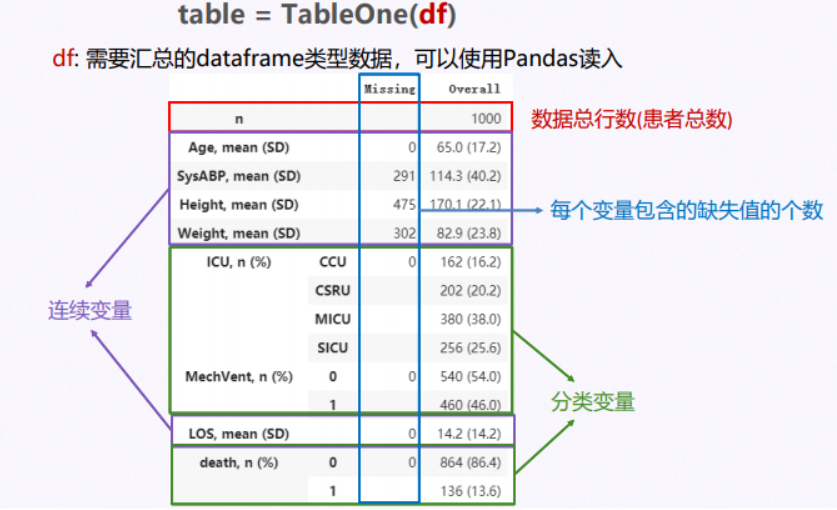 table = TableOne(df)
df: 需要汇总的dataframe类型数据，可以使用Pandas读入
Missing Overall
n 1000 数据总行数(患者总数)
Age, mean (SD) 0 65.0 (17.2)
SysABP, mean (SD) 291 114.3 (40.2)
Height, mean (SD) 475 170.1 (22.1) 每个变量包含的缺失值的个数
Weight, mean (SD) 302 82.9 (23.8)
ICU, n (%) CCU 0 162 (16.2)
CSRU 202 (20.2)
连续变量
MICU 380 (38.0)
SICU 256 (25.6)
MechVent, n (%) 0 0 540 (54.0)
1 460 (46.0) 分类变量
LOS, mean (SD) 0 14.2 (14.2)
death, n (%) 0 0 864 (86.4)
1 136 (13.6)